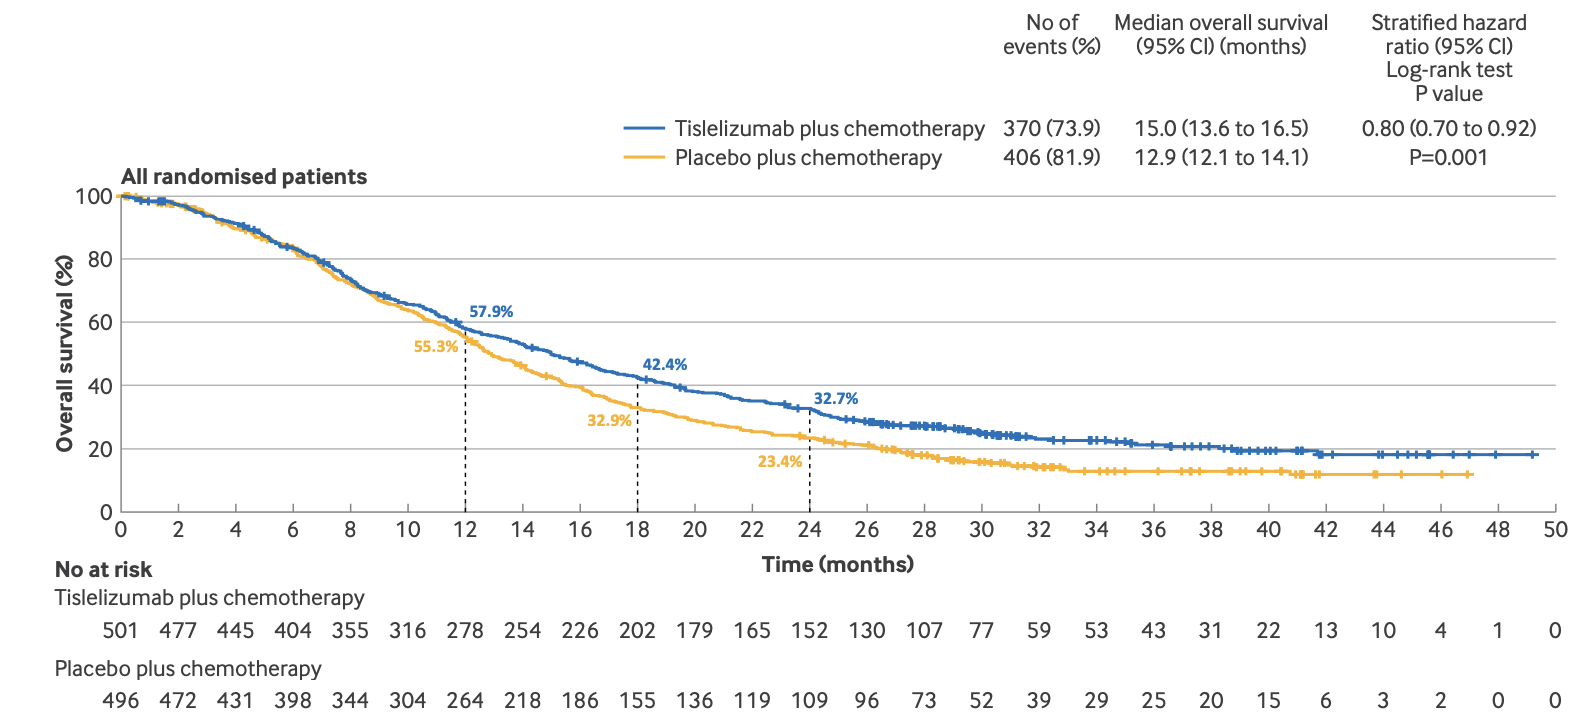 No of Median overall survival Stratified hazard
events (%) (95% CI) (months) ratio (95% CI)
Log-rank test
P value
Tislelizumab plus chemotherapy 370 (73.9) 15.0 (13.6 to 16.5) 0.80 (0.70 to 0.92)
Placebo plus chemotherapy 406 (81.9) 12.9 (12.1 to 14.1) P=0.001
All randomised patients
Overall survival (%)
100
80
60
40
20
0
57.9%
55.3%
42.4%
32.9%
32.7%
23.4%
0 2 4 6 8 10 12 14 16 18 20 22 24 26 28 30 32 34 36 38 40 42 44 46 48 50
Time (months)
No at risk
Tislelizumab plus chemotherapy
501 477 445 404 355 316 278 254 226 202 179 165 152 130 107 77 59 53 43 31 22 13 10 4 1 0
Placebo plus chemotherapy
496 472 431 398 344 304 264 218 186 155 136 119 109 96 73 52 39 29 25 20 15 6 3 2 0 0